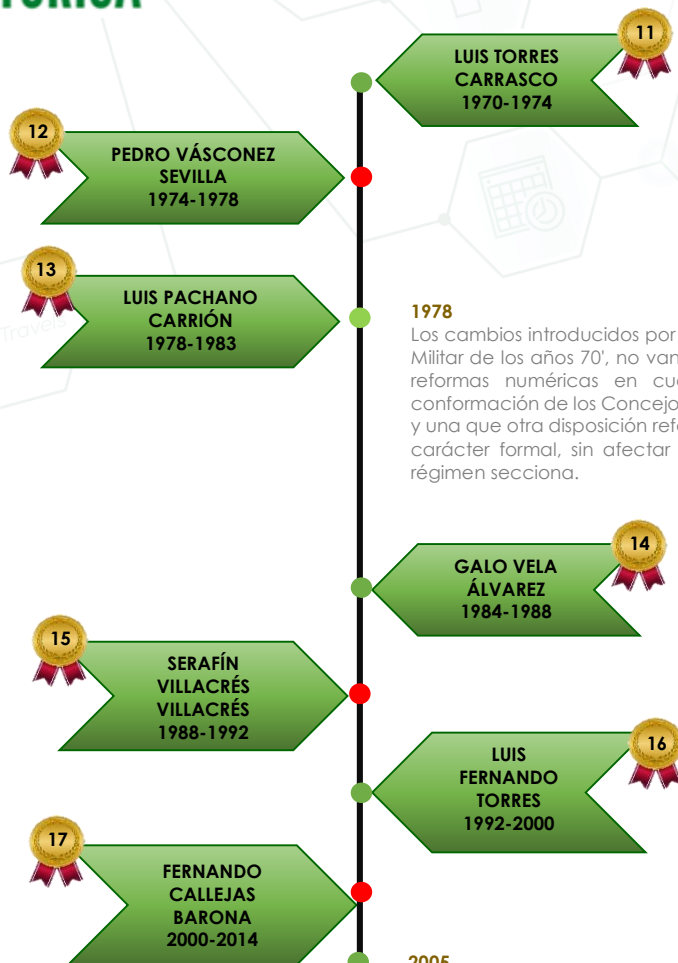 11
LUIS TORRES
CARRASCO
1970-1974
12
PEDRO VÁSCONEZ
SEVILLA
1974-1978
13
LUIS PACHANO
CARRIÓN
1978-1983
Travels
1978
Los cambios introducidos por
Militar de los años 70', no van
reformas numéricas en
conformación de los
y una que otra disposición
carácter formal, sin afectar
régimen secciona.
14
GALO VELA
ÁLVAREZ
1984-1988
15
SERAFÍN
VILLACRÉS
VILLACRÉS
1988-1992
16
LUIS
FERNANDO
TORRES
1992-2000
17
FERNANDO
CALLEJAS
BARONA
2000-2014
2005